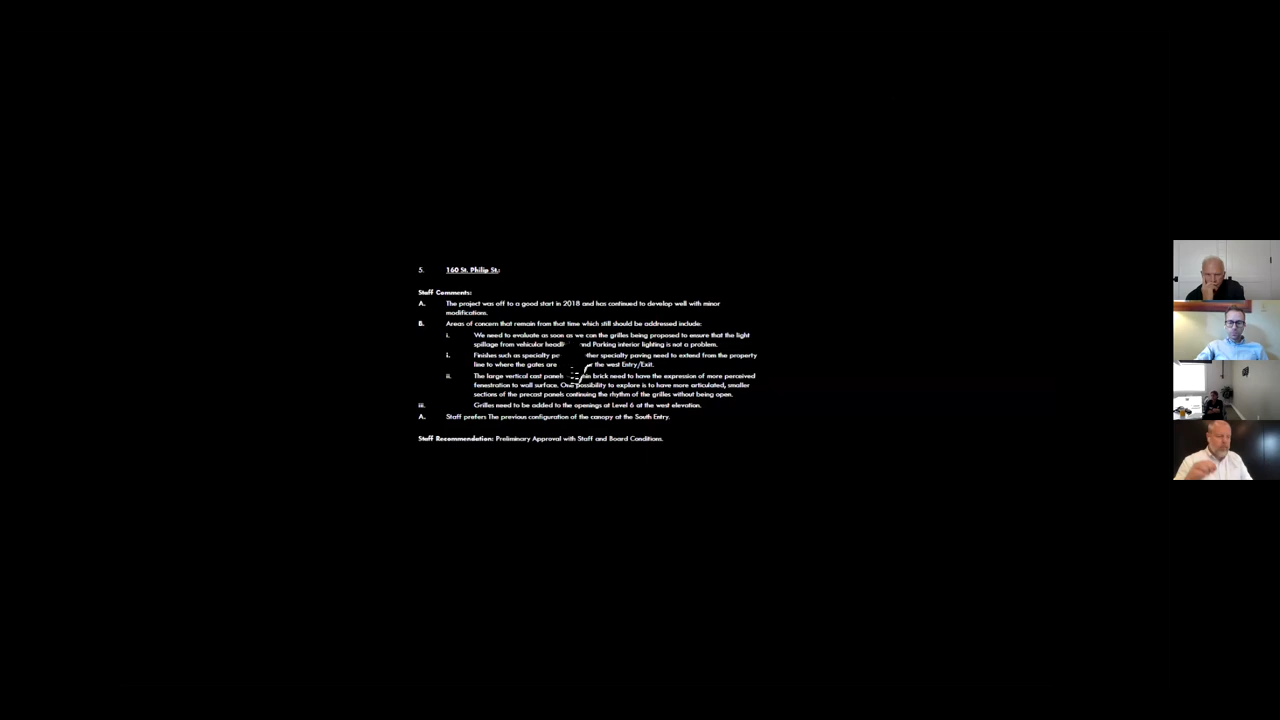 5. 160 St. Philip St.:
Staff Comments:
A. The project was off to a good start in 2018 and has continued to develop well with minor
modifications.
B. Areas of concern that remain from that time which still should be addressed include:
i. We need to evaluate as soon as we can the grilles being proposed to ensure that the light
spillage from vehicular and Parking interior lighting is not a problem.
i. Finishes such as specialty specialty paving need to extend from the property
line to where the gates are the west Entry/Exit.
ii. The large vertical cast panels brick need to have the expression of more perceived
fenestration to wall surface. One possibility to explore is to have more articulated, smaller
sections of the precast panels continuing the rhythm of the grilles without being open.
iii. Grilles need to be added to the openings at Level 6 at the west elevation.
A. Staff prefers The previous configuration of the canopy at the South Entry.
Staff Recommendation: Preliminary Approval with Staff and Board Conditions.